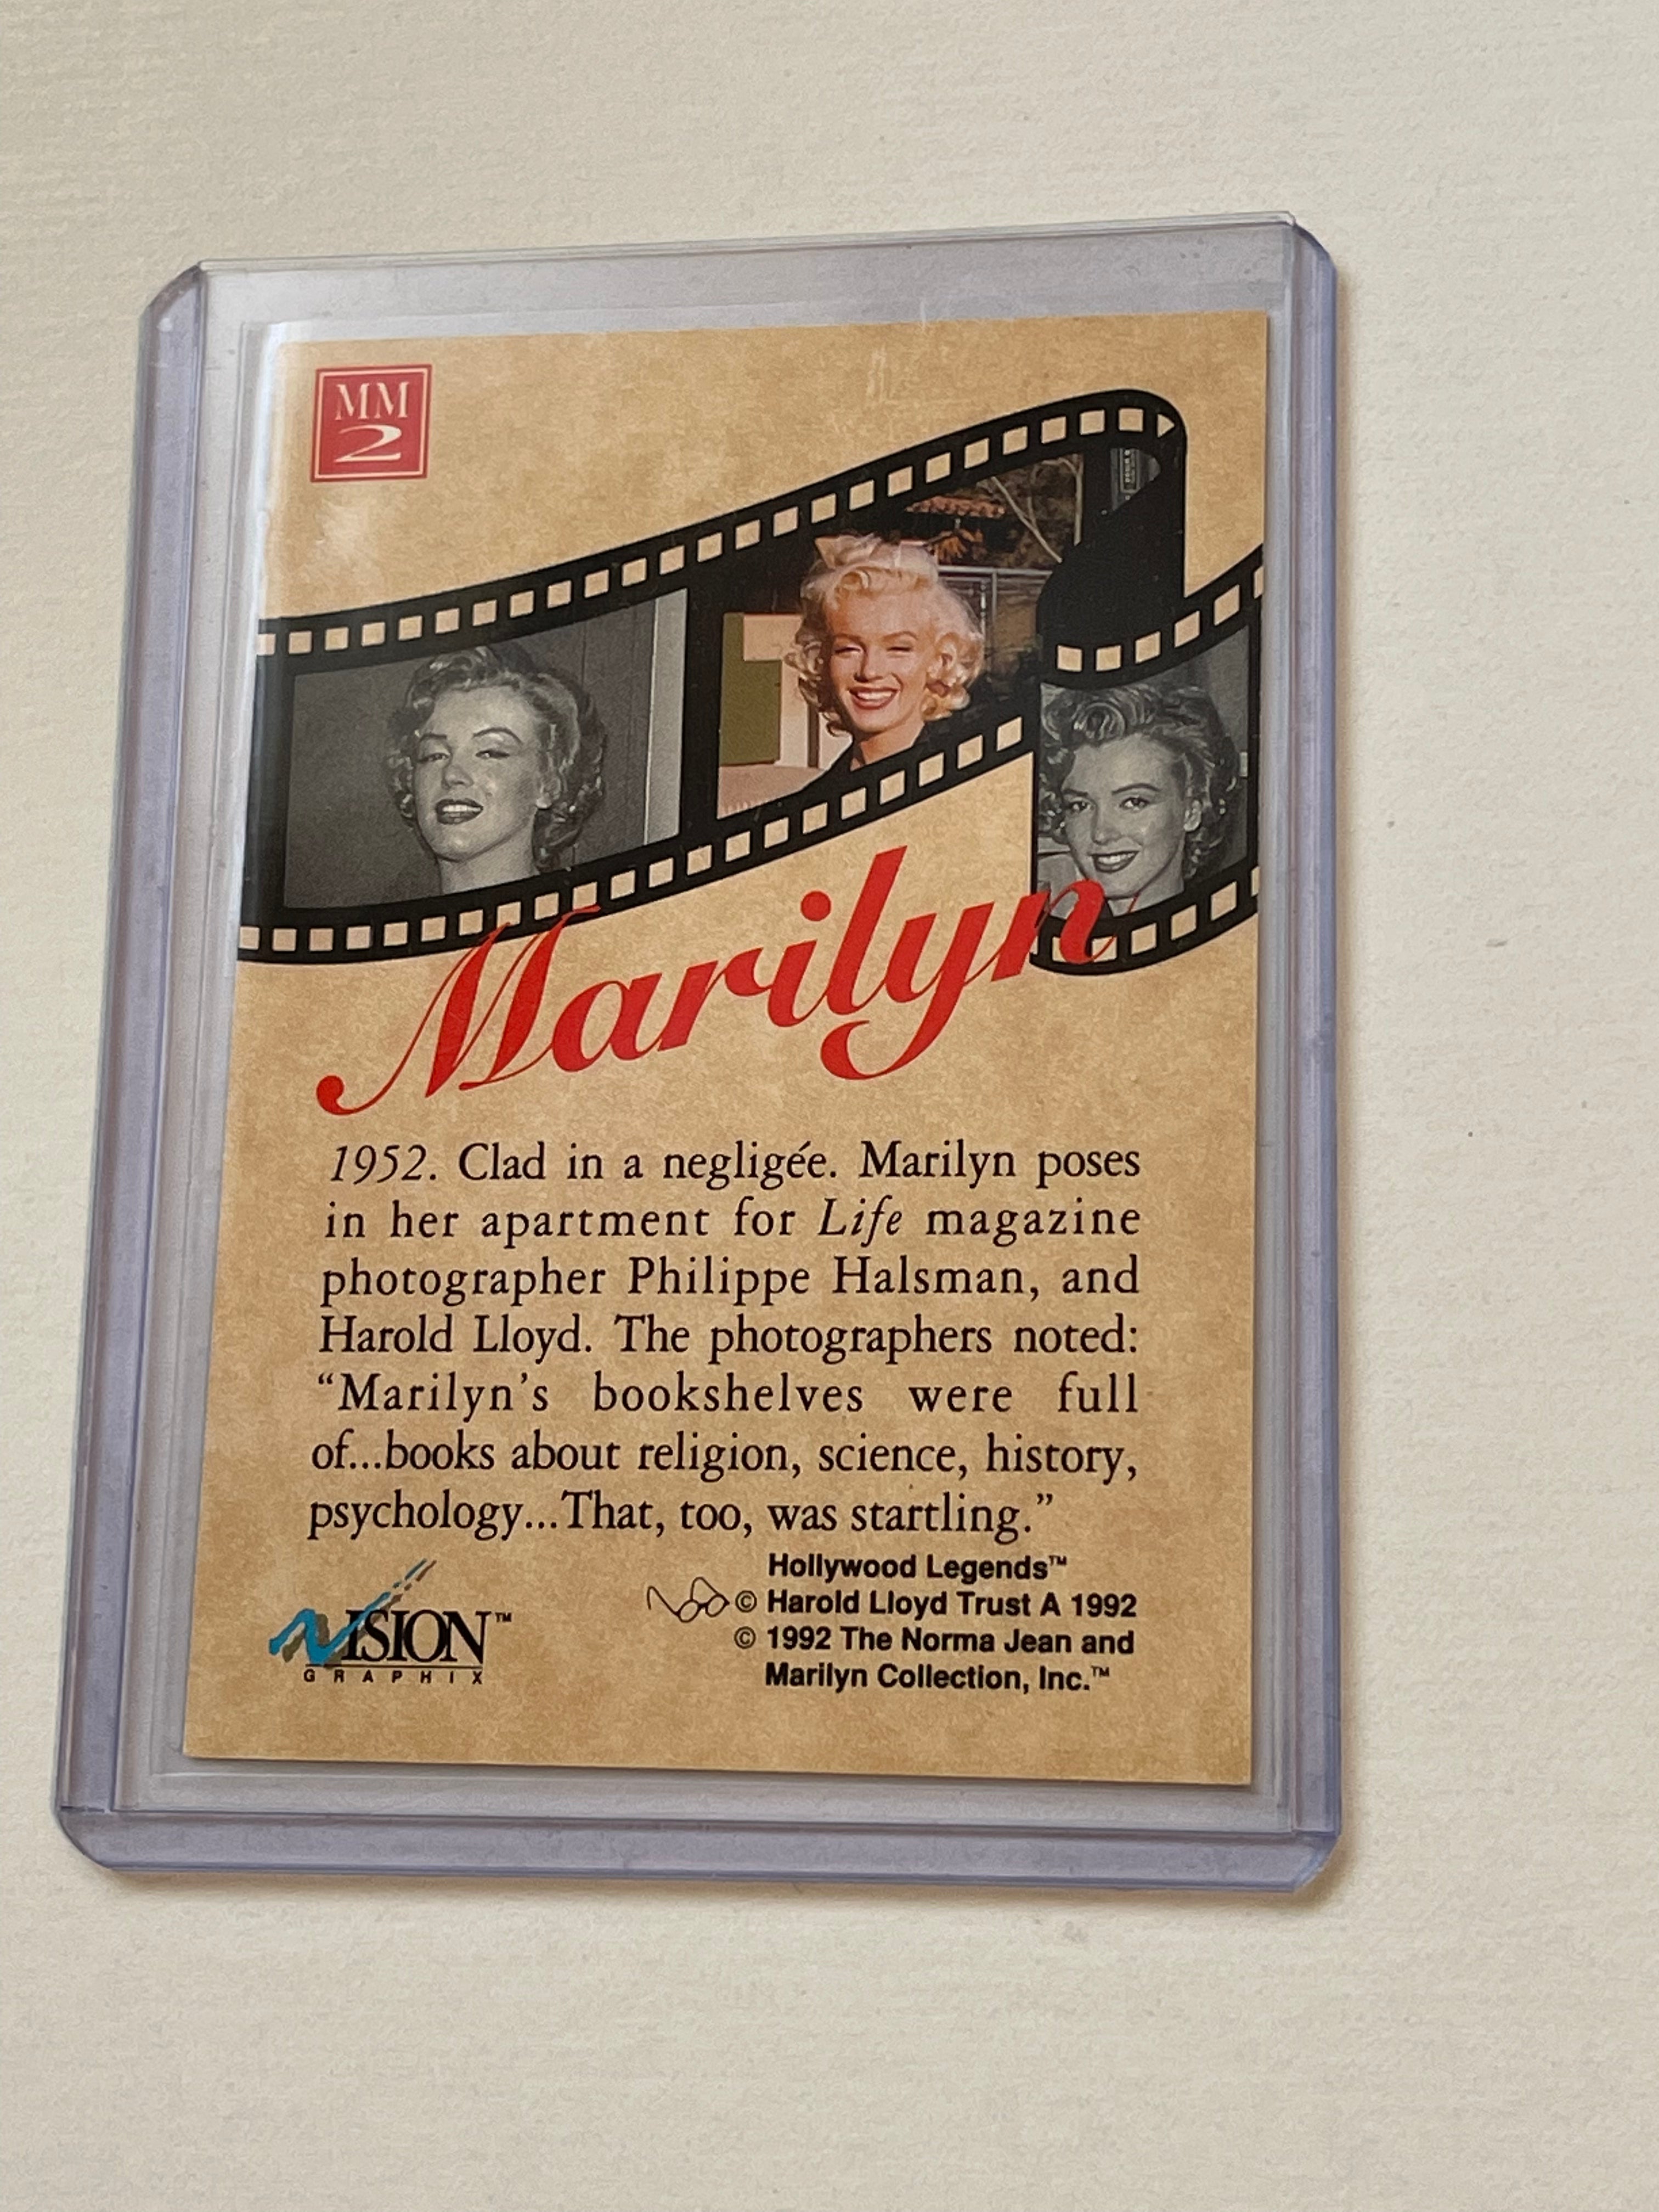 MM
2
Marilyn
1952. Clad in a negligée. Marilyn poses
in her apartment for Life magazine
photographer Philippe Halsman, and
Harold Lloyd. The photographers noted:
“Marilyn’s bookshelves were full
of...books about religion, science, history,
psychology...That, too, was startling.”
VISION™
GRAPHIX
Hollywood Legends™
© Harold Lloyd Trust A 1992
© 1992 The Norma Jean and
Marilyn Collection, Inc.™